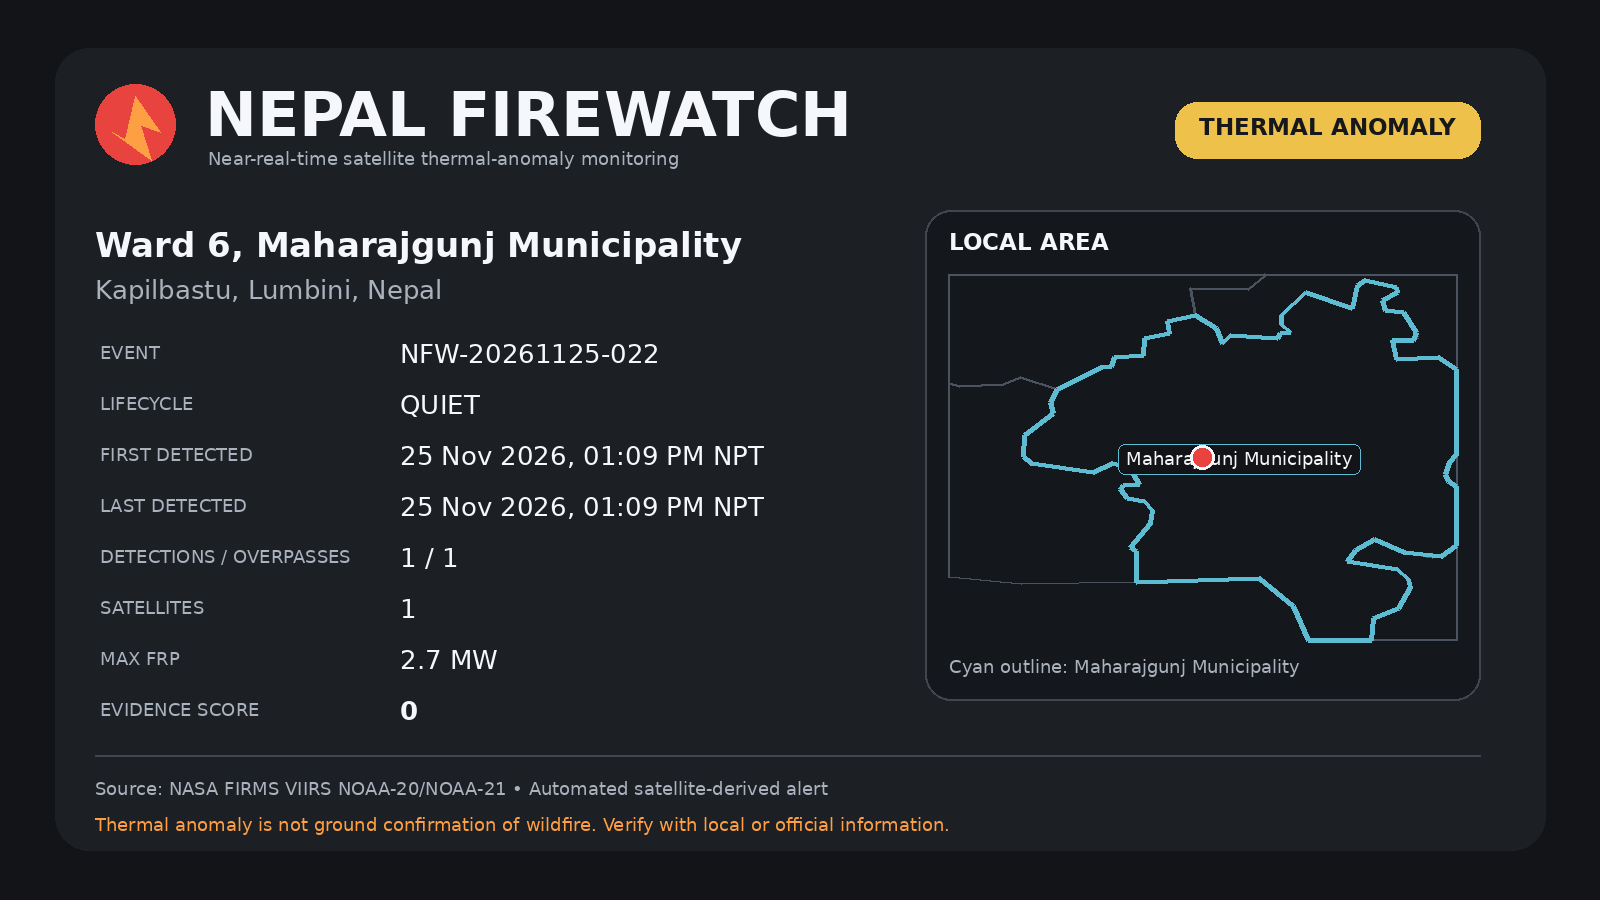 NEPAL FIREWATCH
Near-real-time satellite thermal-anomaly monitoring
THERMAL ANOMALY
Ward 6, Maharajgunj Municipality
Kapilbastu, Lumbini, Nepal
EVENT NFW-20261125-022
LIFECYCLE QUIET
FIRST DETECTED 25 Nov 2026, 01:09 PM NPT
LAST DETECTED 25 Nov 2026, 01:09 PM NPT
DETECTIONS / OVERPASSES 1 / 1
SATELLITES 1
MAX FRP 2.7 MW
EVIDENCE SCORE 0
LOCAL AREA
Maharajgunj Municipality
Cyan outline: Maharajgunj Municipality
Source: NASA FIRMS VIIRS NOAA-20/NOAA-21 • Automated satellite-derived alert
Thermal anomaly is not ground confirmation of wildfire. Verify with local or official information.